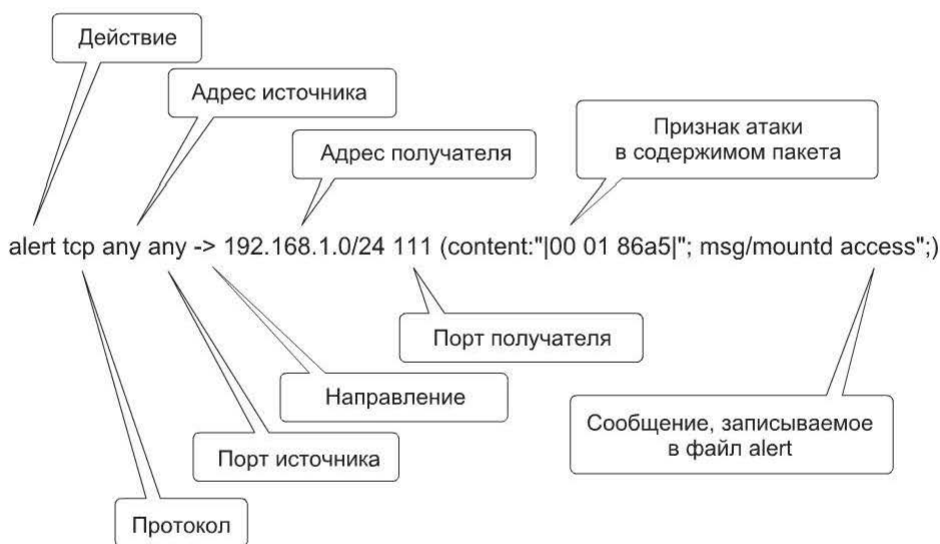 Действие
Адрес источника
Адрес получателя
Признак атаки
в содержимом пакета
alert tcp any any -> 192.168.1.0/24 111 (content:"|00 01 86a5|"; msg/mountd access";)
Порт получателя
Направление
Сообщение, записываемое
в файл alert
Порт источника
Протокол